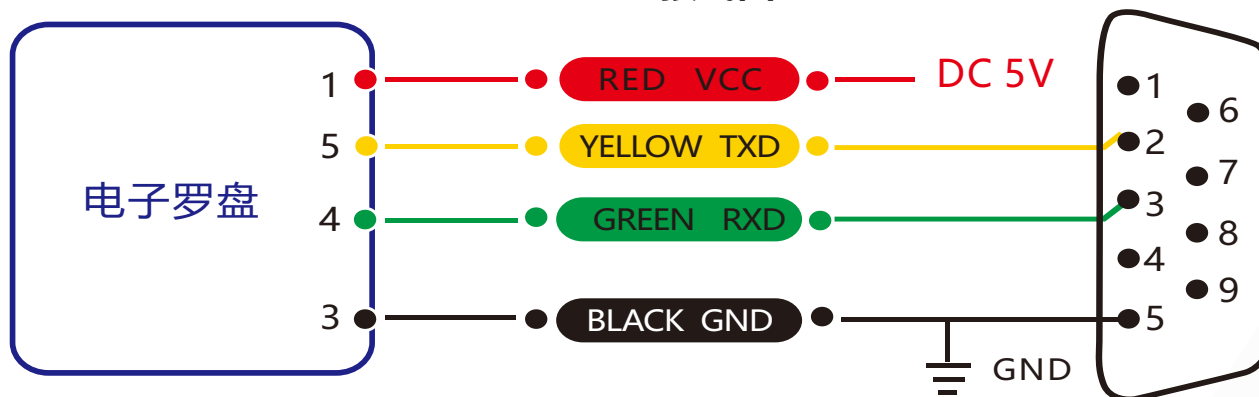 1 RED VCC DC 5V 1
6
5 YELLOW TXD 2
电子罗盘
7
4 GREEN RXD 3
8
4
9
3 BLACK GND 5
GND